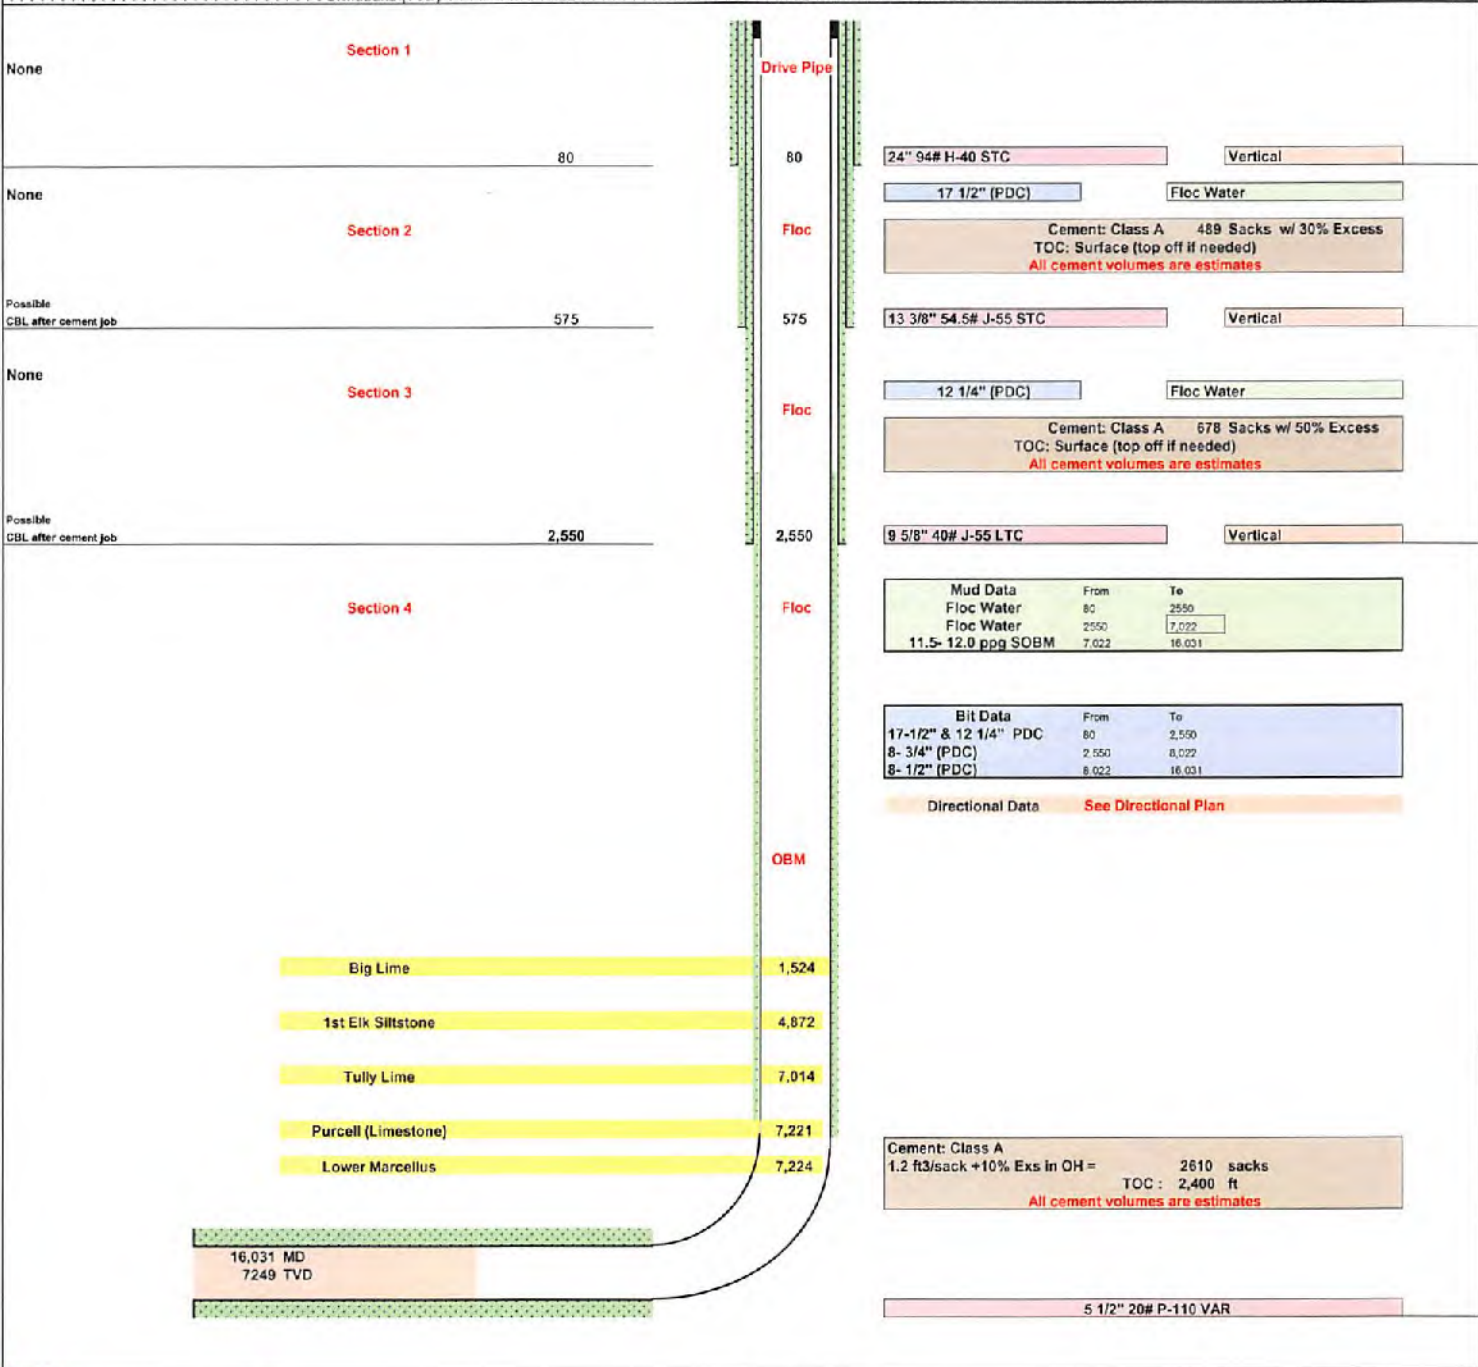 Section 1
None
Drive Pipe
80 80 24" 94# H-40 STC Vertical
None 17 1/2" (PDC) Floc Water
Section 2 Floc Cement: Class A 489 Sacks w/ 30% Excess
TOC: Surface (top off if needed)
All cement volumes are estimates
Possible
CBL after cement job 575 575 13 3/8" 54.5# J-55 STC Vertical
None
Section 3 12 1/4" (PDC) Floc Water
Floc
Cement: Class A 678 Sacks w/ 50% Excess
TOC: Surface (top off if needed)
All cement volumes are estimates
Possible
CBL after cement job 2,550 2,550 9 5/8" 40# J-55 LTC Vertical
Section 4 Floc
Mud Data From To
Floc Water 80 2550
Floc Water 2550 7,022
11.5- 12.0 ppg SOBM 7,022 16,031
Bit Data From To
17-1/2" & 12 1/4" PDC 80 2,550
8- 3/4" (PDC) 2,550 8,022
8- 1/2" (PDC) 8,022 16,031
Directional Data See Directional Plan
OBM
Big Lime 1,524
1st Elk Siltstone 4,872
Tully Lime 7,014
Purcell (Limestone) 7,221
Lower Marcellus 7,224
Cement: Class A
1.2 ft3/sack +10% Exs in OH = 2610 sacks
TOC : 2,400 ft
All cement volumes are estimates
16,031 MD
7249 TVD
5 1/2" 20# P-110 VAR